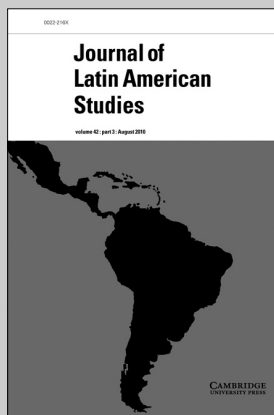 0022-216X
Journal of
Latin American
Studies
volume 42 : part 3 : August 2010
CAMBRIDGE
UNIVERSITY PRESS